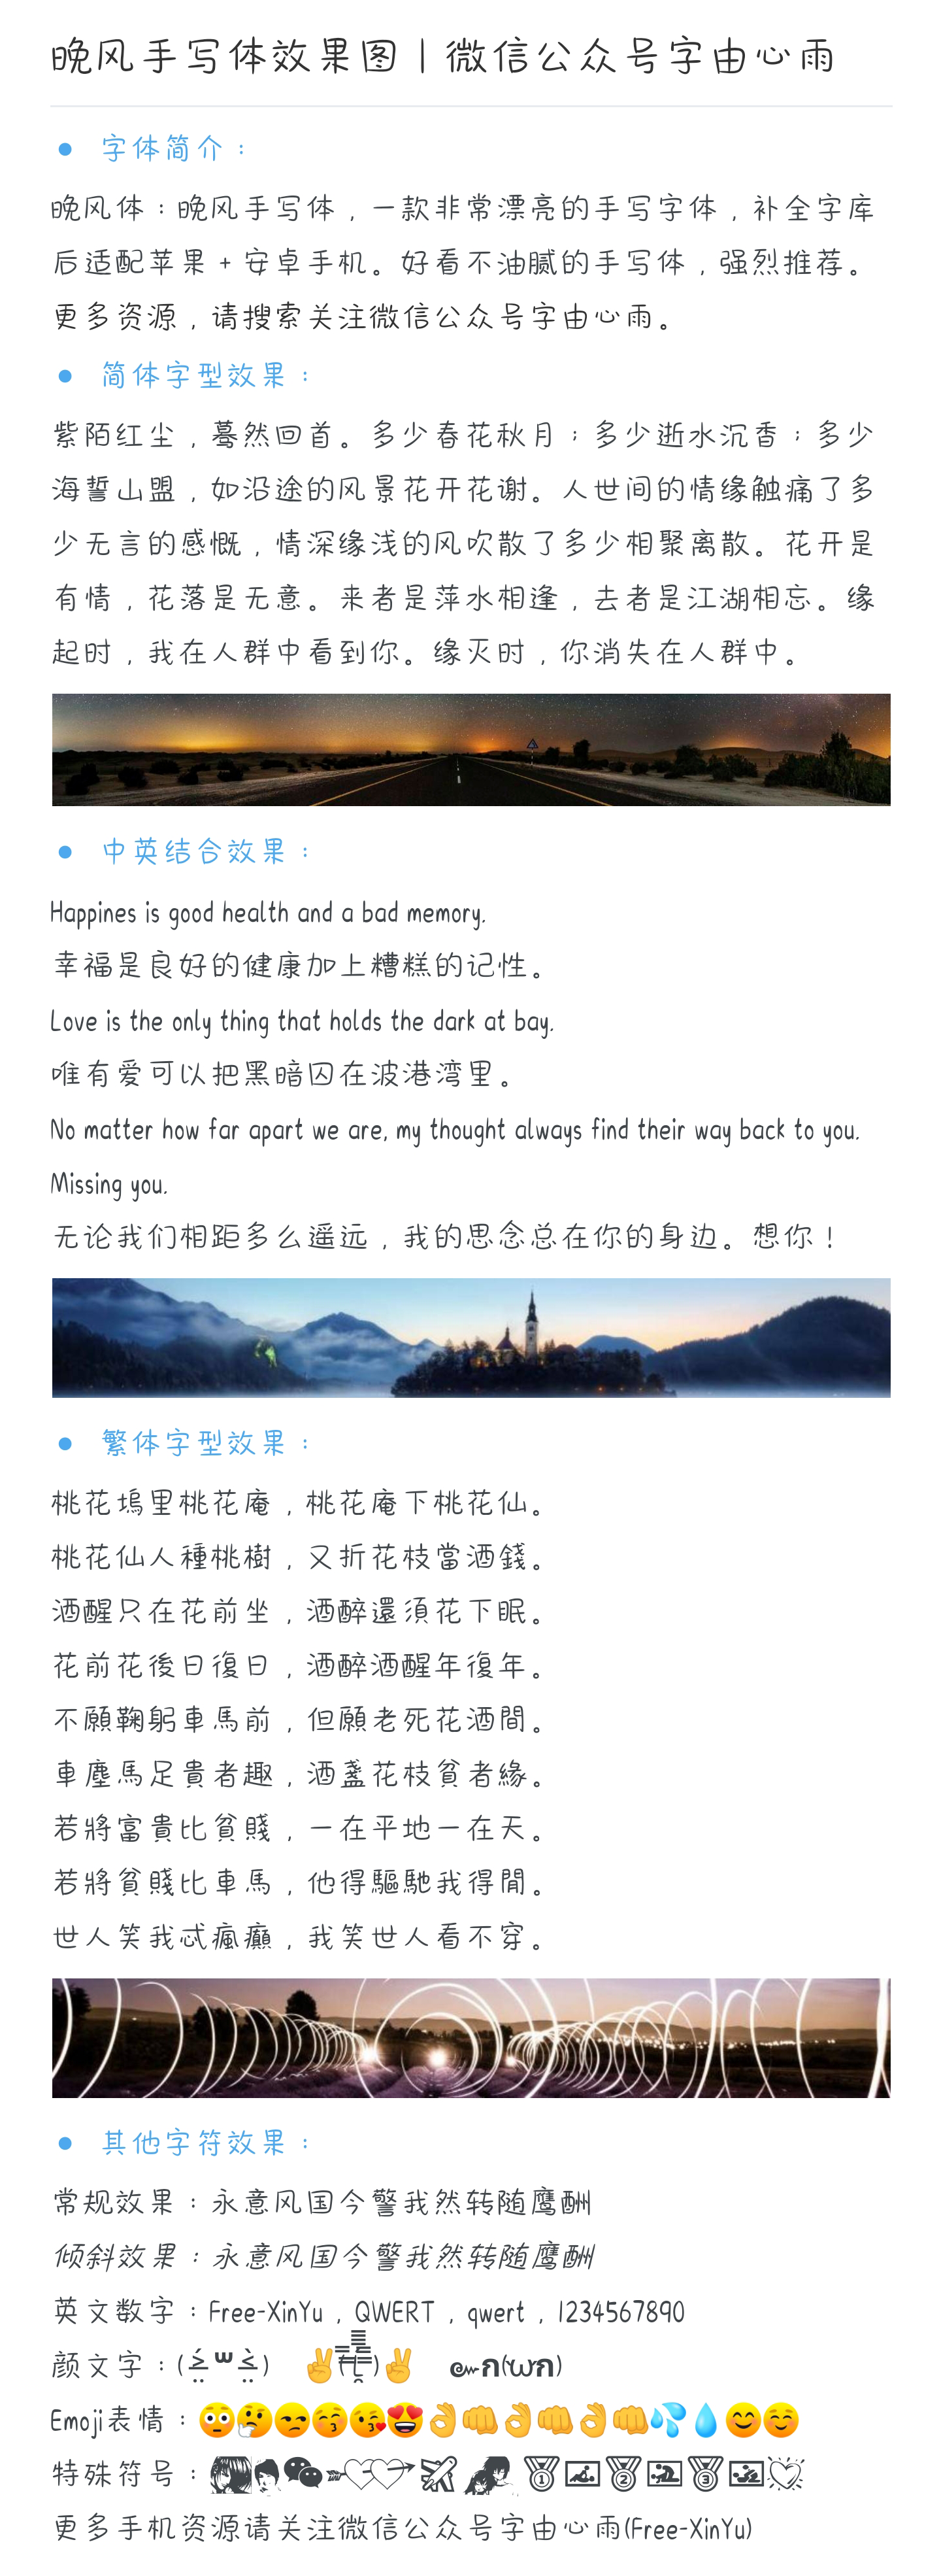 晚风手写体效果图 | 微信公众号字由心雨
● 字体简介：
晚风体：晚风手写体，一款非常漂亮的手写字体，补全字库
后适配苹果 + 安卓手机。好看不油腻的手写体，强烈推荐。
更多资源，请搜索关注微信公众号字由心雨。
● 简体字型效果：
紫陌红尘，蓦然回首。多少春花秋月；多少逝水沉香；多少
海誓山盟，如沿途的风景花开花谢。人世间的情缘触痛了多
少无言的感慨，情深缘浅的风吹散了多少相聚离散。花开是
有情，花落是无意。来者是萍水相逢，去者是江湖相忘。缘
起时，我在人群中看到你。缘灭时，你消失在人群中。
● 中英结合效果：
Happines is good health and a bad memory.
幸福是良好的健康加上糟糕的记性。
Love is the only thing that holds the dark at bay.
唯有爱可以把黑暗囚在波港湾里。
No matter how far apart we are, my thought always find their way back to you.
Missing you.
无论我们相距多么遥远，我的思念总在你的身边。想你！
● 繁体字型效果：
桃花塢里桃花庵，桃花庵下桃花仙。
桃花仙人種桃樹，又折花枝當酒錢。
酒醒只在花前坐，酒醉還須花下眠。
花前花後日復日，酒醉酒醒年復年。
不願鞠躬車馬前，但願老死花酒間。
車塵馬足貴者趣，酒盞花枝貧者緣。
若將富貴比貧賤，一在平地一在天。
若將貧賤比車馬，他得驅馳我得閒。
世人笑我忒瘋癲，我笑世人看不穿。
● 其他字符效果：
常规效果：永意风国今警我然转随鹰酬
倾斜效果：永意风国今警我然转随鹰酬
英文数字：Free-XinYu，QWERT，qwert，1234567890
颜文字：
Emoji表情：😳🤔😒😚😘😍👌👊👌👊👌👊💦💧😊☺️
特殊符号：
更多手机资源请关注微信公众号字由心雨(Free-XinYu)